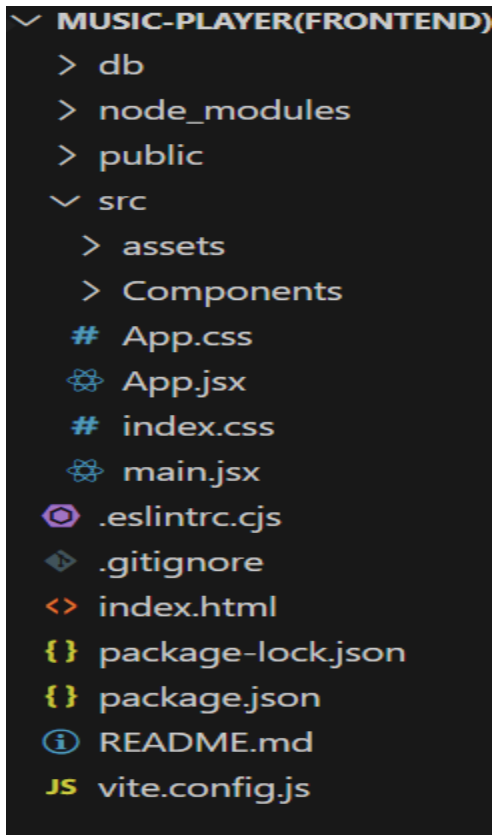 MUSIC-PLAYER(FRONTEND)
db
node_modules
public
src
assets
Components
# App.css
App.jsx
# index.css
main.jsx
.eslintrc.cjs
.gitignore
<> index.html
{} package-lock.json
{} package.json
README.md
JS vite.config.js